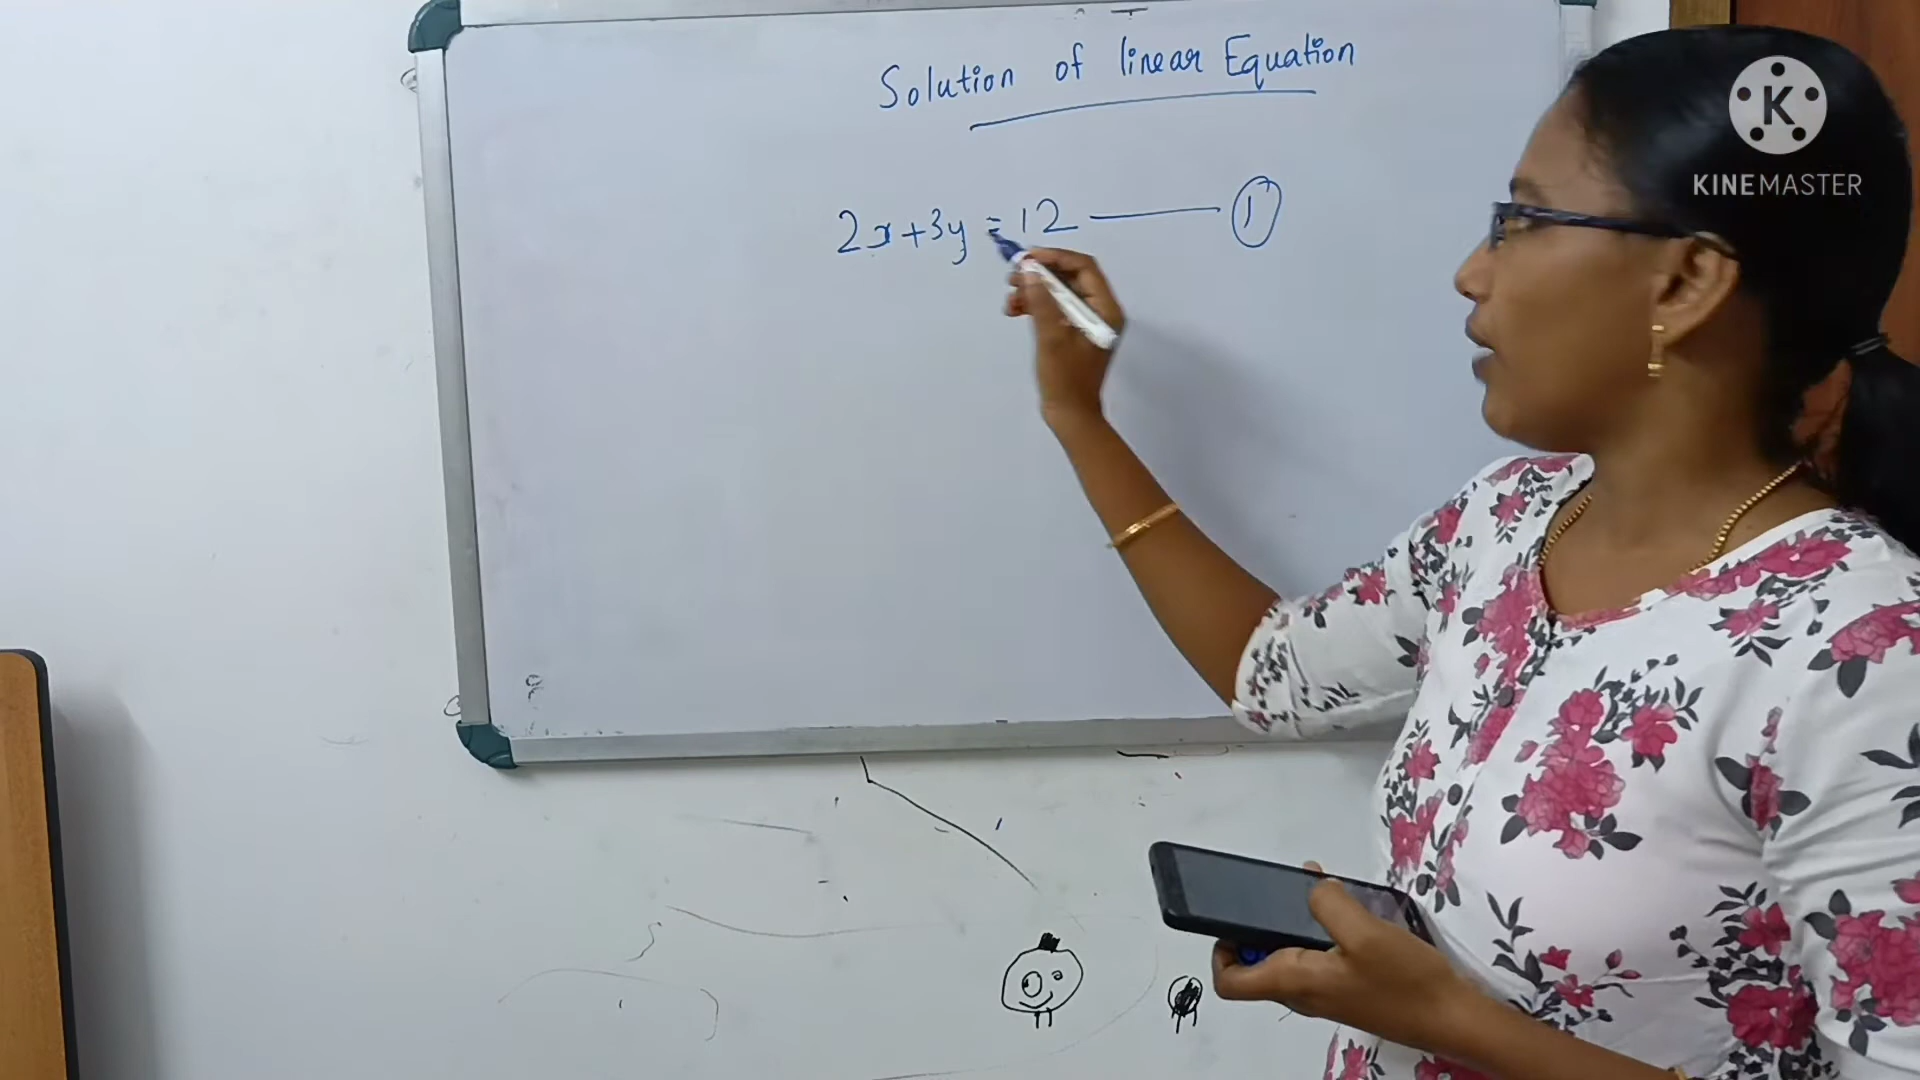 Solution of linear Equation
2x+3y = 12 ——— ①
K
KINEMASTER